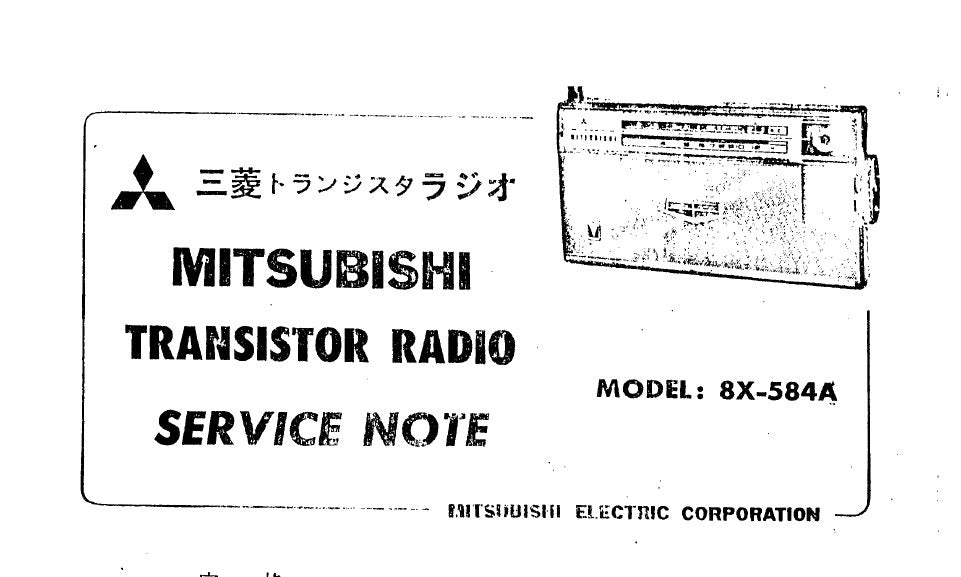 三菱トランジスタラジオ
MITSUBISHI
TRANSISTOR RADIO
SERVICE NOTE
MITSUBISHI
MODEL: 8X-584A
MITSUBISHI ELECTRIC CORPORATION